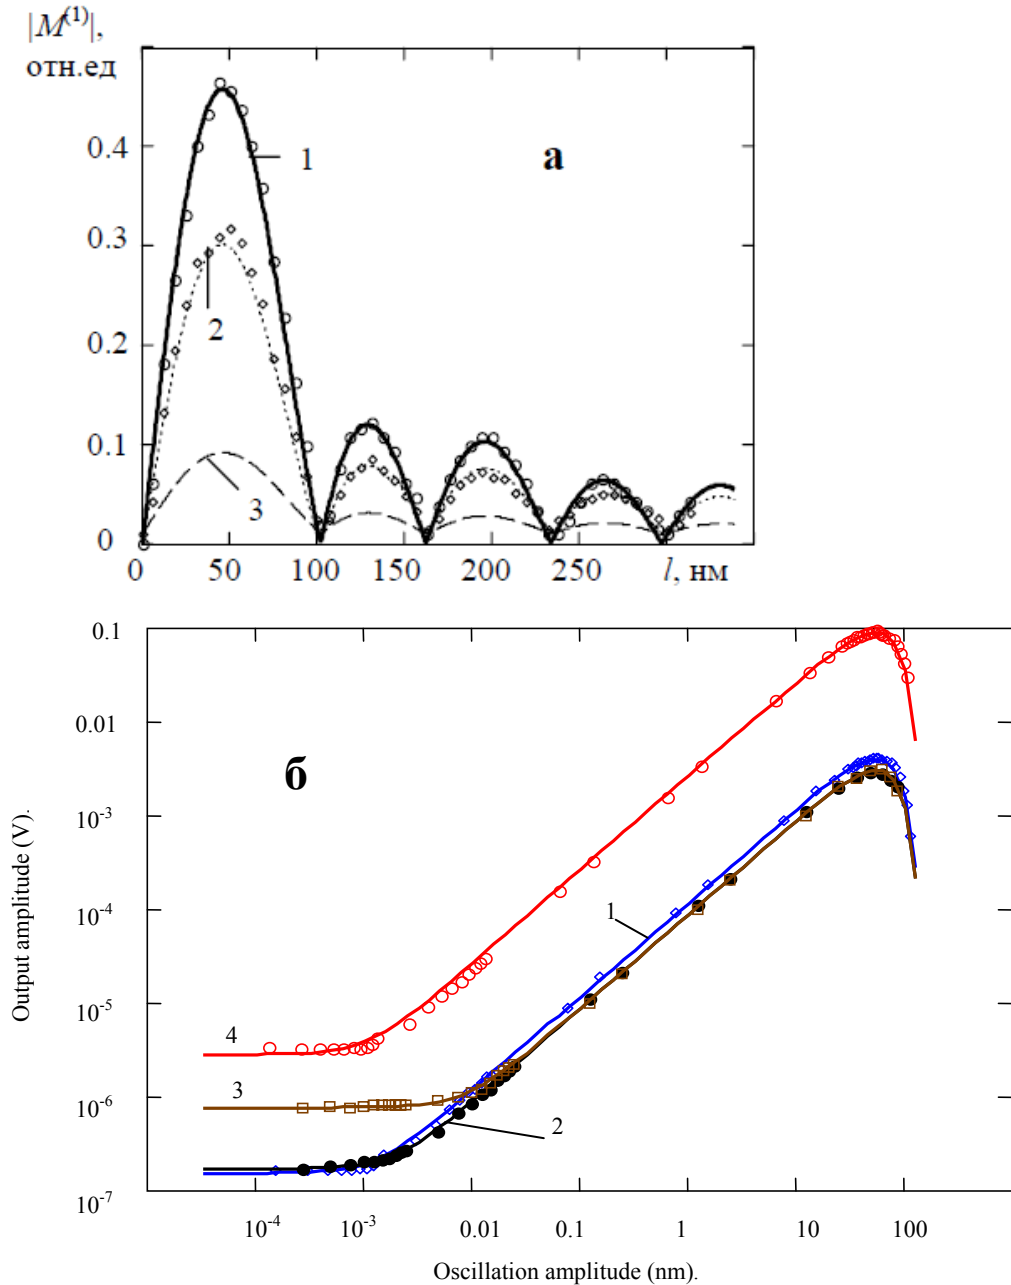 |M⁽¹⁾|,
отн.ед
0.4
0.3
0.2
0.1
0
1
2
3
а
0 50 100 150 200 250 l, нм
0.1
0.01
10⁻³
10⁻⁴
10⁻⁵
10⁻⁶
10⁻⁷
Output amplitude (V).
б
1
4
3
2
10⁻⁴ 10⁻³ 0.01 0.1 1 10 100
Oscillation amplitude (nm).